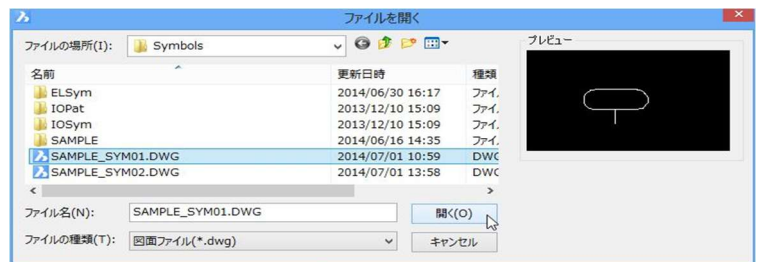 ファイルを開く
ファイルの場所(I): Symbols
プレビュー
名前 更新日時 種類
ELSym 2014/06/30 16:17 ファイ
IOPat 2013/12/10 15:09 ファイ
IOSym 2013/12/10 15:09 ファイ
SAMPLE 2014/06/16 14:35 ファイ
SAMPLE_SYM01.DWG 2014/07/01 10:59 DWG
SAMPLE_SYM02.DWG 2014/07/01 13:58 DWG
ファイル名(N): SAMPLE_SYM01.DWG 開く(O)
ファイルの種類(T): 図面ファイル(*.dwg) キャンセル